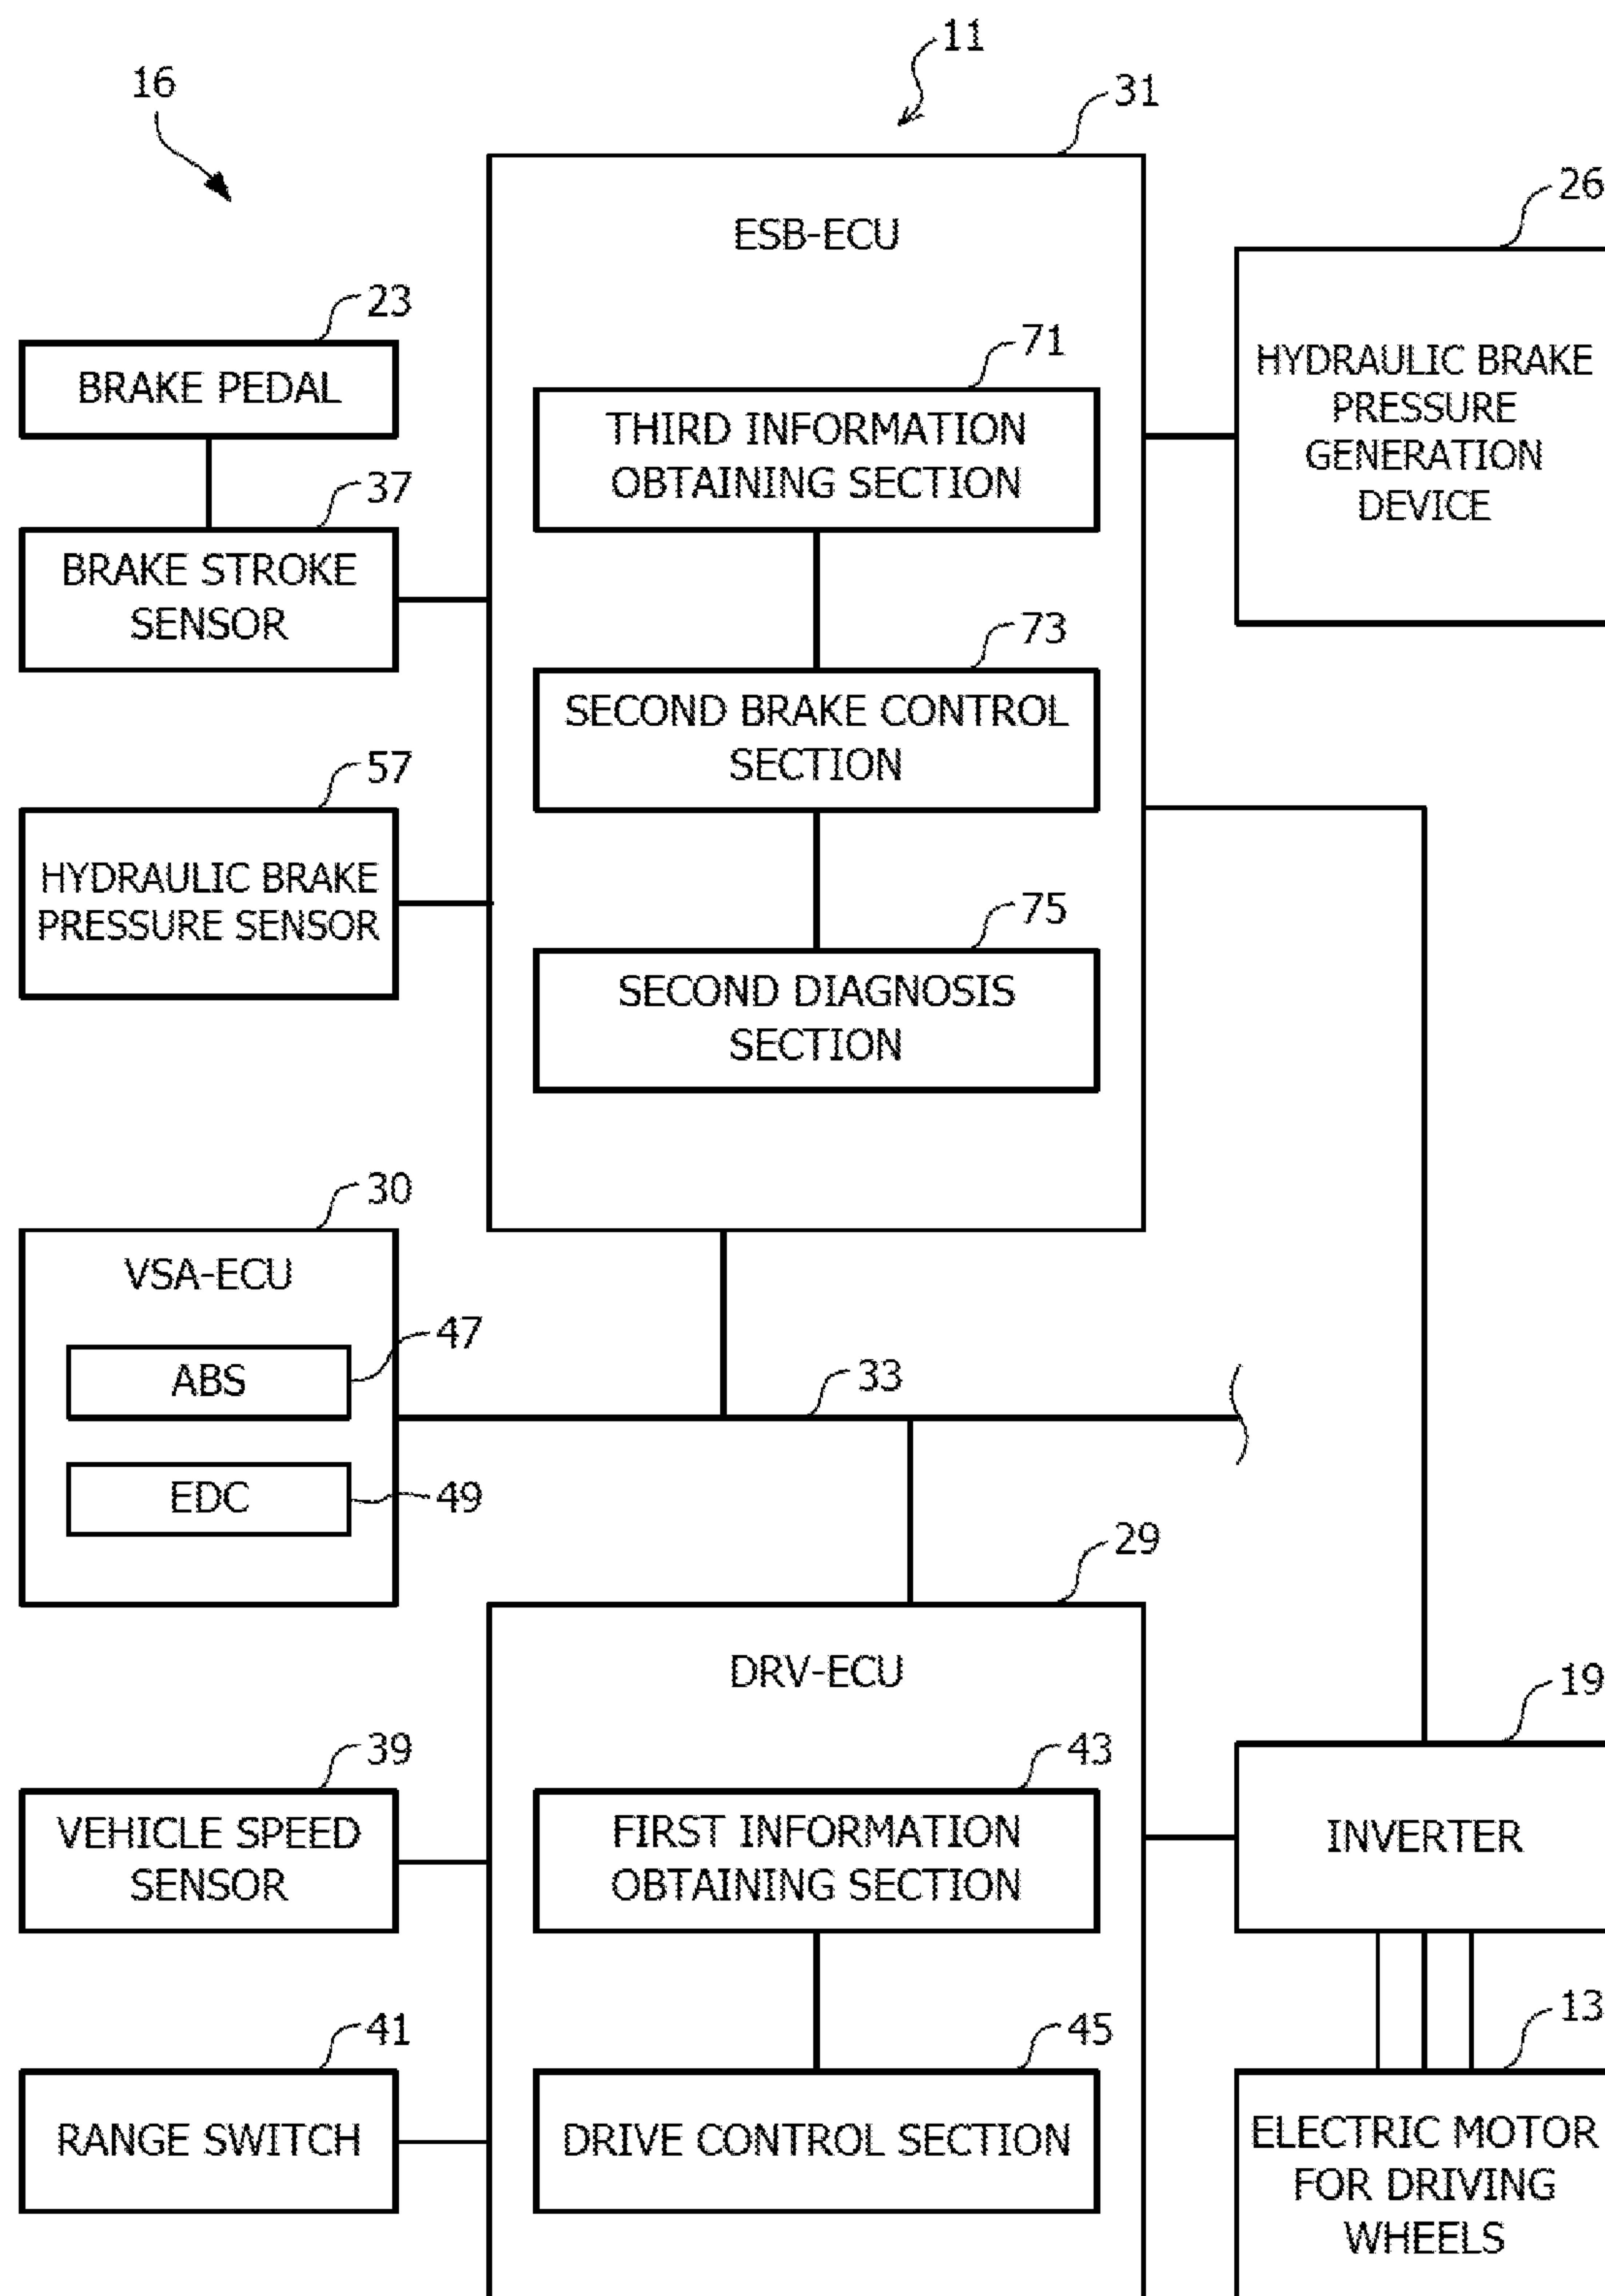 11
16
31
ESB-ECU
26
HYDRAULIC BRAKE
PRESSURE
GENERATION
DEVICE
23
BRAKE PEDAL
71
THIRD INFORMATION
OBTAINING SECTION
37
BRAKE STROKE
SENSOR
73
SECOND BRAKE CONTROL
SECTION
57
HYDRAULIC BRAKE
PRESSURE SENSOR
75
SECOND DIAGNOSIS
SECTION
30
VSA-ECU
47
ABS
33
EDC
49
29
DRV-ECU
19
INVERTER
39
VEHICLE SPEED
SENSOR
43
FIRST INFORMATION
OBTAINING SECTION
41
RANGE SWITCH
45
DRIVE CONTROL SECTION
13
ELECTRIC MOTOR
FOR DRIVING
WHEELS